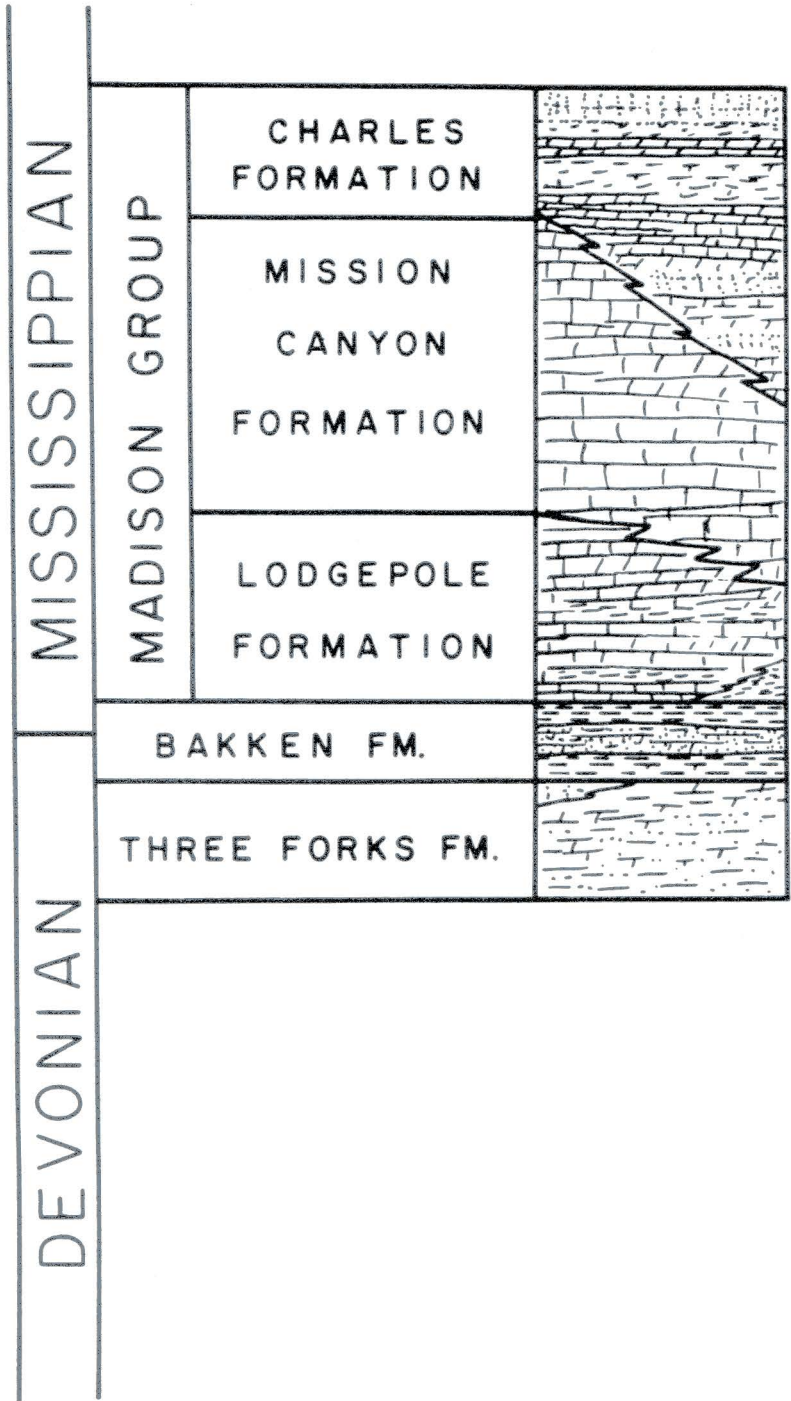 MISSISSIPPIAN
DEVONIAN
MADISON GROUP
CHARLES
FORMATION
MISSION
CANYON
FORMATION
LODGEPOLE
FORMATION
BAKKEN FM.
THREE FORKS FM.